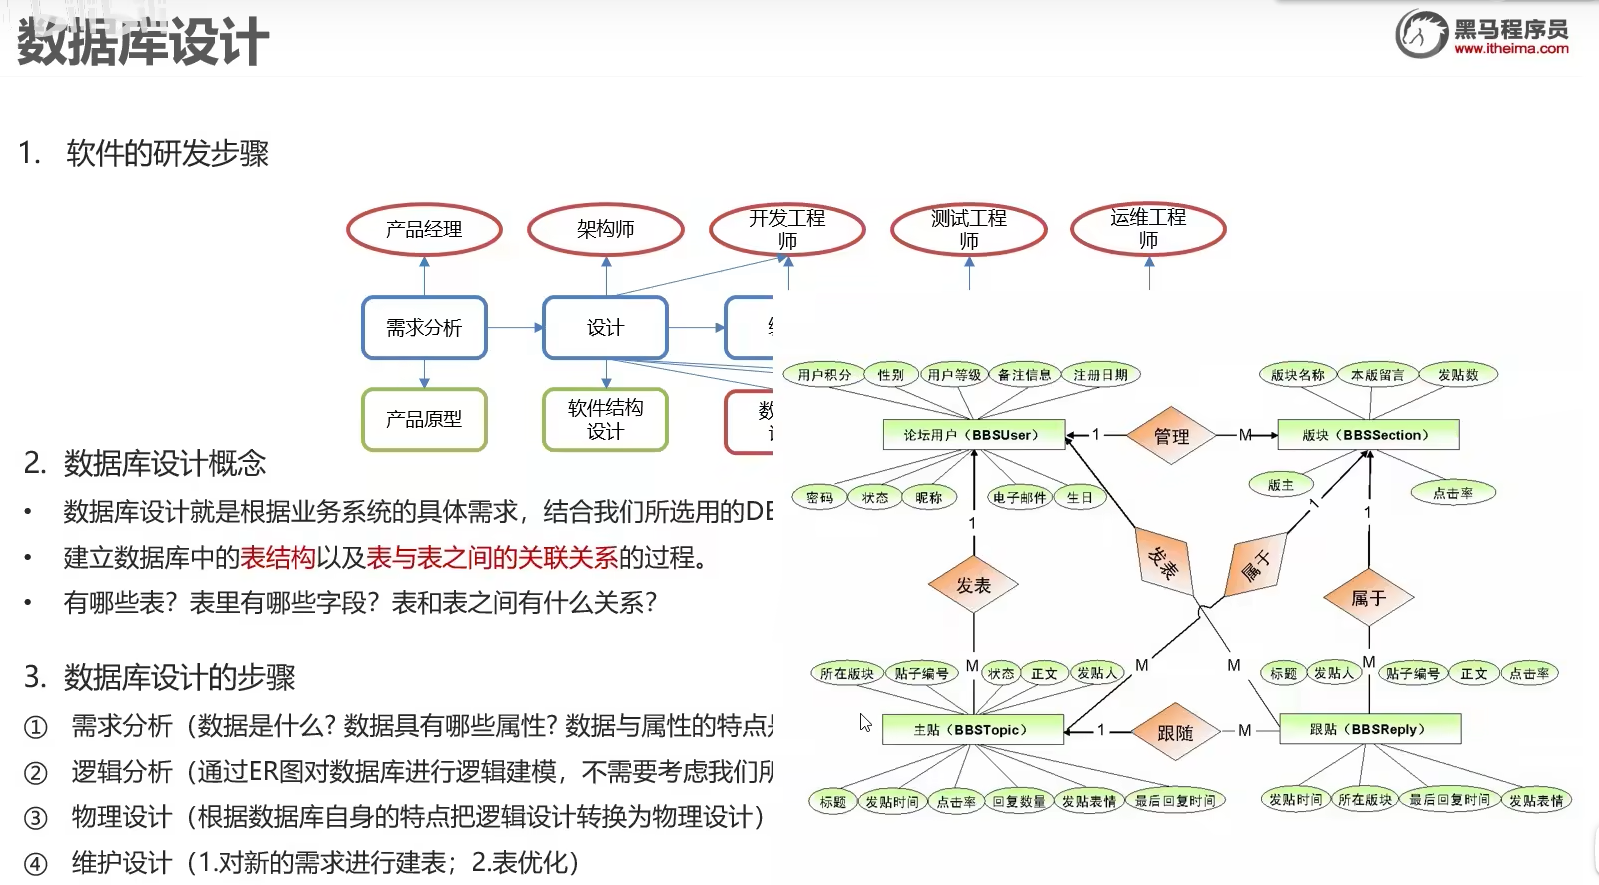 数据库设计
黑马程序员
www.itheima.com
1. 软件的研发步骤
产品经理
架构师
开发工程
师
测试工程
师
运维工程
师
需求分析
设计
产品原型
软件结构
设计
数
2. 数据库设计概念
• 数据库设计就是根据业务系统的具体需求，结合我们所选用的DB
• 建立数据库中的表结构以及表与表之间的关联关系的过程。
• 有哪些表？表里有哪些字段？表和表之间有什么关系？
3. 数据库设计的步骤
① 需求分析（数据是什么? 数据具有哪些属性? 数据与属性的特点
② 逻辑分析（通过ER图对数据库进行逻辑建模，不需要考虑我们所
③ 物理设计（根据数据库自身的特点把逻辑设计转换为物理设计）
④ 维护设计（1.对新的需求进行建表；2.表优化）
用户积分 性别 用户等级 备注信息 注册日期
版块名称 本版留言 发贴数
论坛用户（BBSUser） 1 管理 M 版块（BBSSection）
密码 状态 昵称 电子邮件 生日
版主 点击率
1 1 1
发表 发表 属于 属于
M M M M
所在版块 贴子编号 状态 正文 发贴人
标题 发贴人 贴子编号 正文 点击率
主贴（BBSTopic） 1 跟随 M 跟贴（BBSReply）
标题 发贴时间 点击率 回复数量 发贴表情 最后回复时间
发贴时间 所在版块 最后回复时间 发贴表情